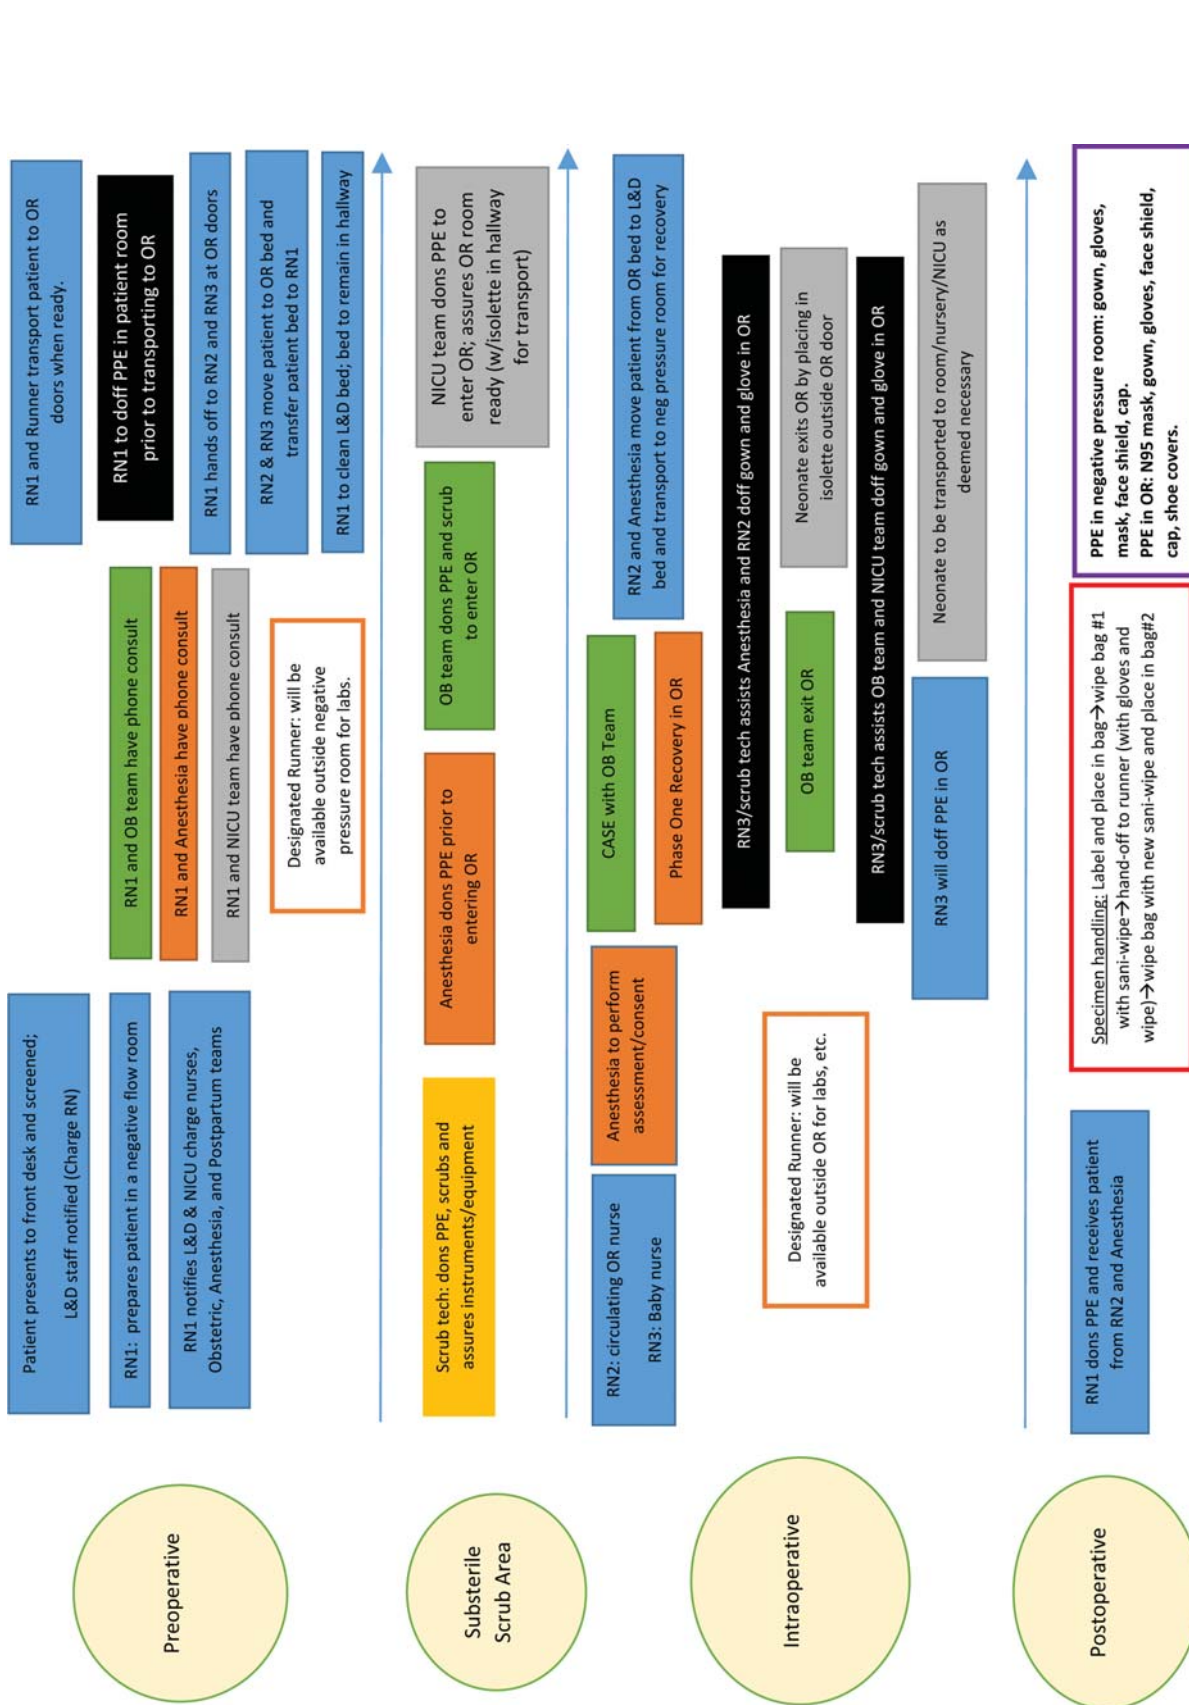 Preoperative
Patient presents to front desk and screened;
L&D staff notified (Charge RN)
RN1:  prepares patient in a negative flow room
RN1 notifies L&D & NICU charge nurses,
Obstetric, Anesthesia, and Postpartum teams
RN1 and OB team have phone consult
RN1 and Anesthesia have phone consult
RN1 and NICU team have phone consult
Designated Runner: will be
available outside negative
pressure room for labs.
RN1 and Runner transport patient to OR
doors when ready.
RN1 to doff PPE in patient room
prior to transporting to OR
RN1 hands off to RN2 and RN3 at OR doors
RN2 & RN3 move patient to OR bed and
transfer patient bed to RN1
RN1 to clean L&D bed; bed to remain in hallway
Substerile
Scrub Area
Scrub tech: dons PPE, scrubs and
assures instruments/equipment
Anesthesia dons PPE prior to
entering OR
OB team dons PPE and scrub
to enter OR
NICU team dons PPE to
enter OR; assures OR room
ready (w/isolette in hallway
for transport)
Intraoperative
RN2: circulating OR nurse
RN3: Baby nurse
Anesthesia to perform
assessment/consent
CASE with OB Team
Phase One Recovery in OR
RN2 and Anesthesia move patient from OR bed to L&D
bed and transport to neg pressure room for recovery
RN3/scrub tech assists Anesthesia and RN2 doff gown and glove in OR
Designated Runner: will be
available outside OR for labs, etc.
OB team exit OR
Neonate exits OR by placing in
isolette outside OR door
RN3/scrub tech assists OB team and NICU team doff gown and glove in OR
RN3 will doff PPE in OR
Neonate to be transported to room/nursery/NICU as
deemed necessary
Postoperative
RN1 dons PPE and receives patient
from RN2 and Anesthesia
Specimen handling: Label and place in bag→wipe bag #1
with sani-wipe→hand-off to runner (with gloves and
wipe)→wipe bag with new sani-wipe and place in bag#2
PPE in negative pressure room: gown, gloves,
mask, face shield, cap.
PPE in OR: N95 mask, gown, gloves, face shield,
cap, shoe covers.